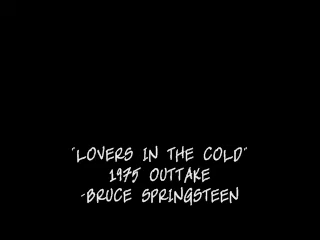 "LOVERS IN THE COLD"
1975 OUTTAKE
-BRUCE SPRINGSTEEN